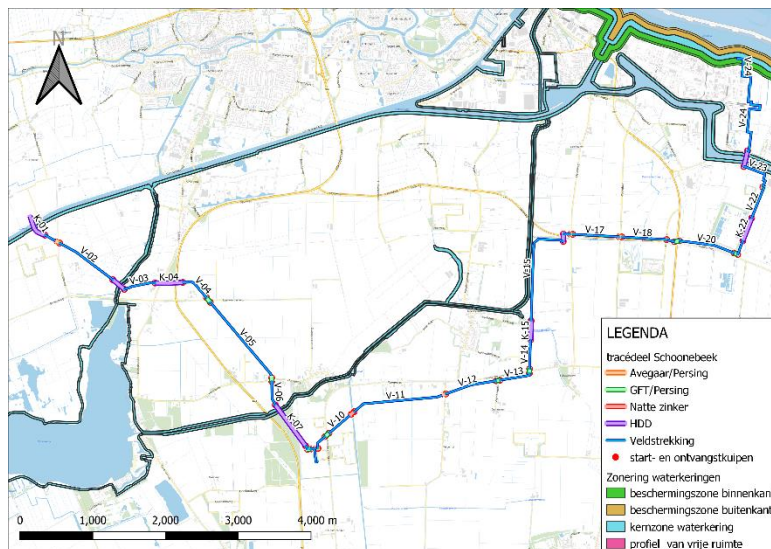 N
V-24
V-24
V-23
V-22
K-22
K-01
V-02
V-03
K-04
V-04
V-17
V-18
V-20
V-15
V-05
K-15
V-14
V-06
V-13
V-12
V-11
V-10
K-07
LEGENDA
tracédeel Schoonebeek
Avegaar/Persing
GFT/Persing
Natte zinker
HDD
Veldstrekking
start- en ontvangstkuipen
Zonering waterkeringen
beschermingszone binnenkant
beschermingszone buitenkant
kernzone waterkering
profiel van vrije ruimte
0 1,000 2,000 3,000 4,000 m